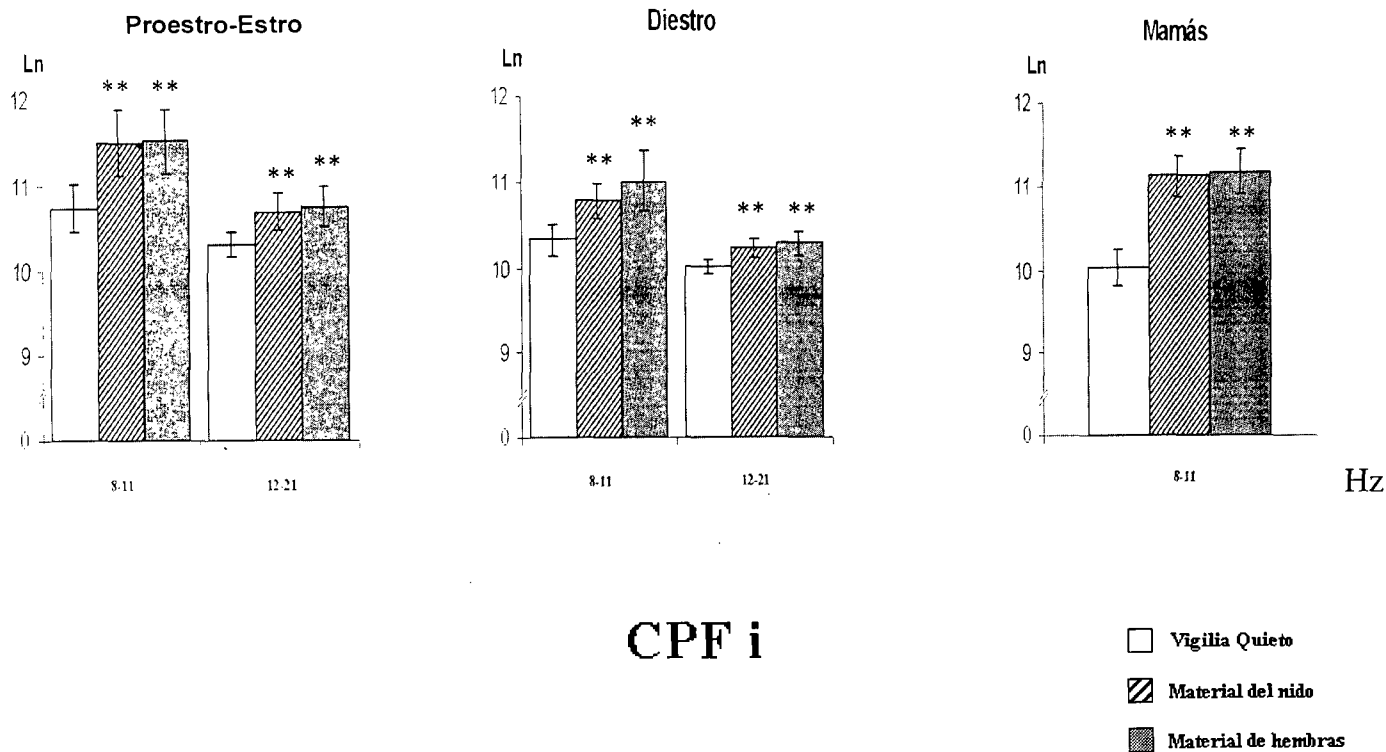 Proestro-Estro
Ln
** **
** **
12
11
10
9
0
8-11 12-21
Diestro
Ln
**
**
** **
12
11
10
9
0
8-11 12-21
Mamás
Ln
** **
12
11
10
9
0
8-11
Hz
CPF i
Vigilia Quieto
Material del nido
Material de hembras